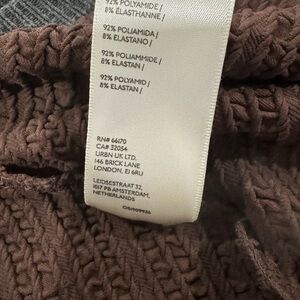 92% POLYAMIDE /
8% ÉLASTHANNE /
92% POLIAMIDA /
8% ELASTANO /
92% POLIAMMIDE /
8% ELASTAN /
92% POLYAMID /
8% ELASTAN /
RN# 66170
CA# 32054
URBN UK LTD.
146 BRICK LANE
LONDON, E1 6RU
LEIDSESTRAAT 32,
1017 PB AMSTERDAM,
NETHERLANDS